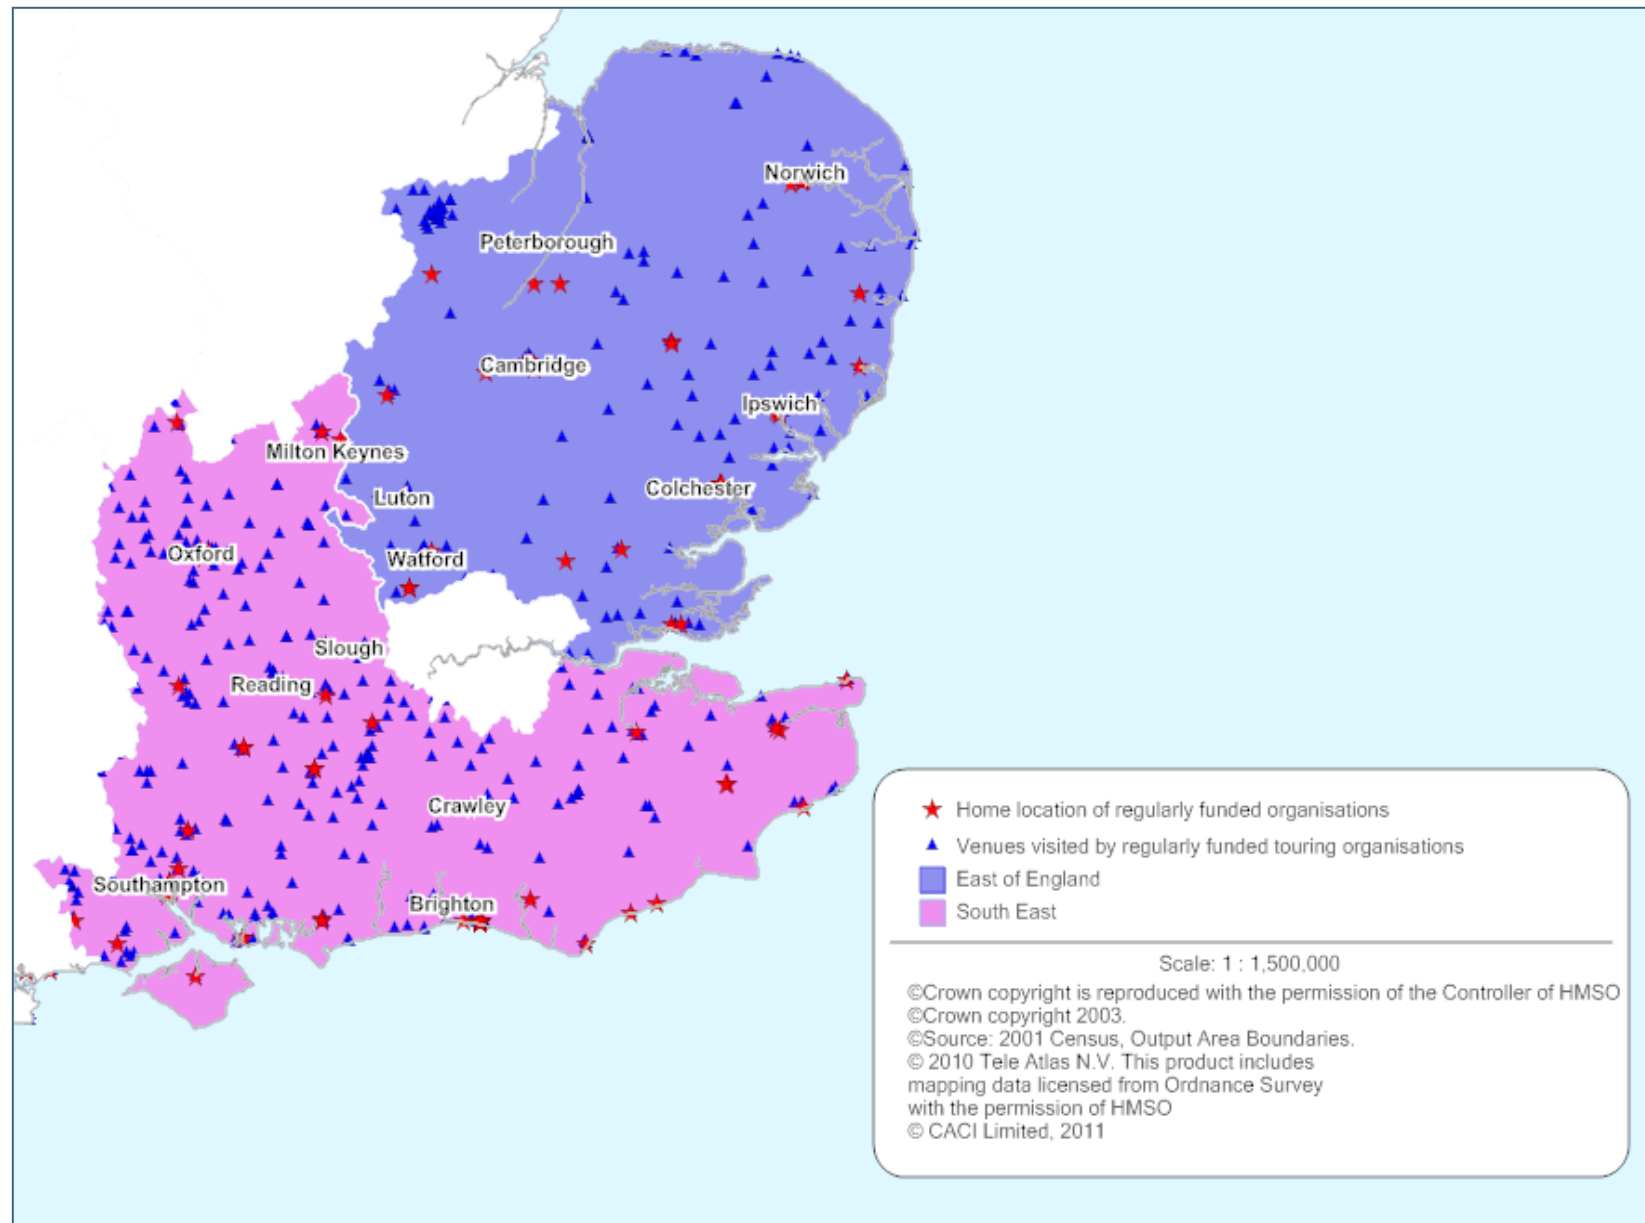 Norwich
Peterborough
Cambridge
Ipswich
Milton Keynes
Colchester
Luton
Oxford
Watford
Slough
Reading
Crawley
Southampton
Brighton
Home location of regularly funded organisations
Venues visited by regularly funded touring organisations
East of England
South East
Scale: 1 : 1,500,000
©Crown copyright is reproduced with the permission of the Controller of HMSO
©Crown copyright 2003.
©Source: 2001 Census, Output Area Boundaries.
© 2010 Tele Atlas N.V. This product includes
mapping data licensed from Ordnance Survey
with the permission of HMSO
© CACI Limited, 2011